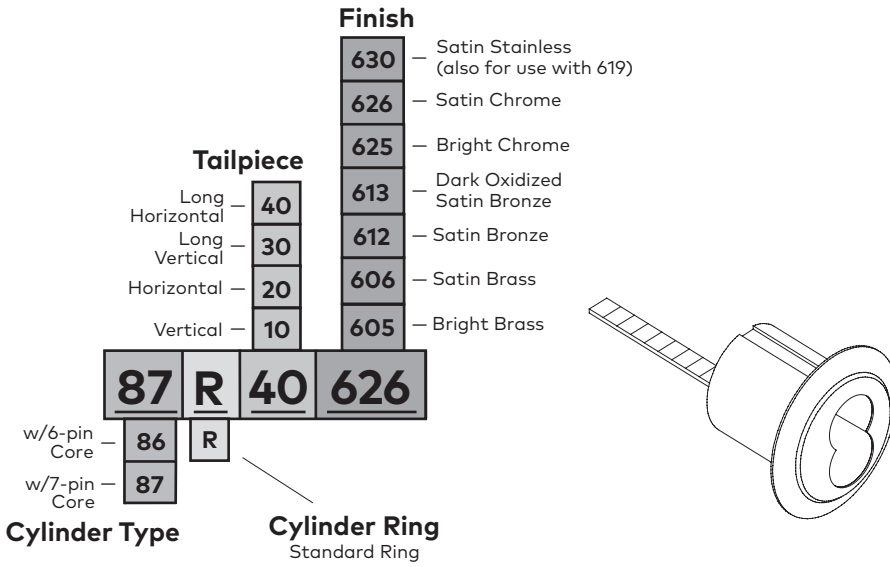 Finish
630
Satin Stainless
(also for use with 619)
626
Satin Chrome
625
Bright Chrome
613
Dark Oxidized
Satin Bronze
612
Satin Bronze
606
Satin Brass
605
Bright Brass
Tailpiece
Long
Horizontal
40
Long
Vertical
30
Horizontal
20
Vertical
10
87 R 40 626
w/6-pin
Core
86
R
w/7-pin
Core
87
Cylinder Type
Cylinder Ring
Standard Ring